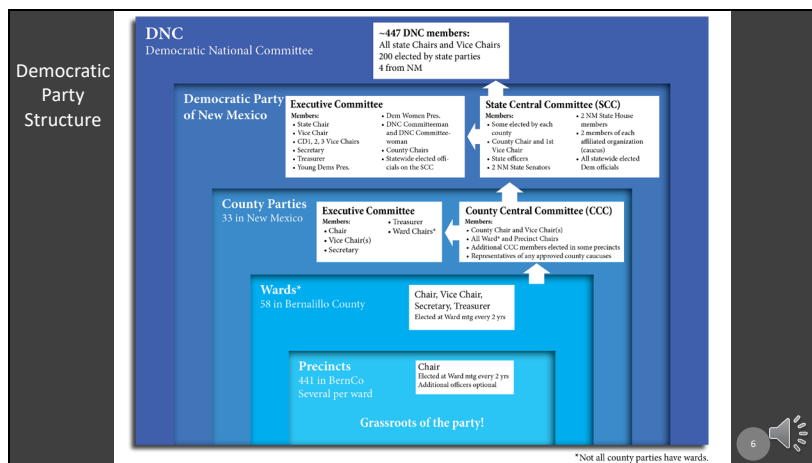 Democratic
Party
Structure
DNC
Democratic National Committee
~447 DNC members:
All state Chairs and Vice Chairs
200 elected by state parties
4 from NM
Democratic Party
of New Mexico
Executive Committee
Members:
• State Chair
• Vice Chair
• CD1, 2, 3 Vice Chairs
• Secretary
• Treasurer
• Young Dems Pres.
• Dem Women Pres.
• DNC Committeeman
and DNC Committee-
woman
• County Chairs
• Statewide elected offi-
cials on the SCC
State Central Committee (SCC)
Members:
• Some elected by each
county
• County Chair and 1st
Vice Chair
• State officers
• 2 NM State Senators
• 2 NM State House
members
• 2 members of each
affiliated organization
(caucus)
• All statewide elected
Dem officials
County Parties
33 in New Mexico
Executive Committee
Members:
• Chair
• Vice Chair(s)
• Secretary
• Treasurer
• Ward Chairs*
County Central Committee (CCC)
Members:
• County Chair and Vice Chair(s)
• All Ward* and Precinct Chairs
• Additional CCC members elected in some precincts
• Representatives of any approved county caucuses
Wards*
58 in Bernalillo County
Chair, Vice Chair,
Secretary, Treasurer
Elected at Ward mtg every 2 yrs
Precincts
441 in BernCo
Several per ward
Chair
Elected at Ward mtg every 2 yrs
Additional officers optional
Grassroots of the party!
*Not all county parties have wards.
6